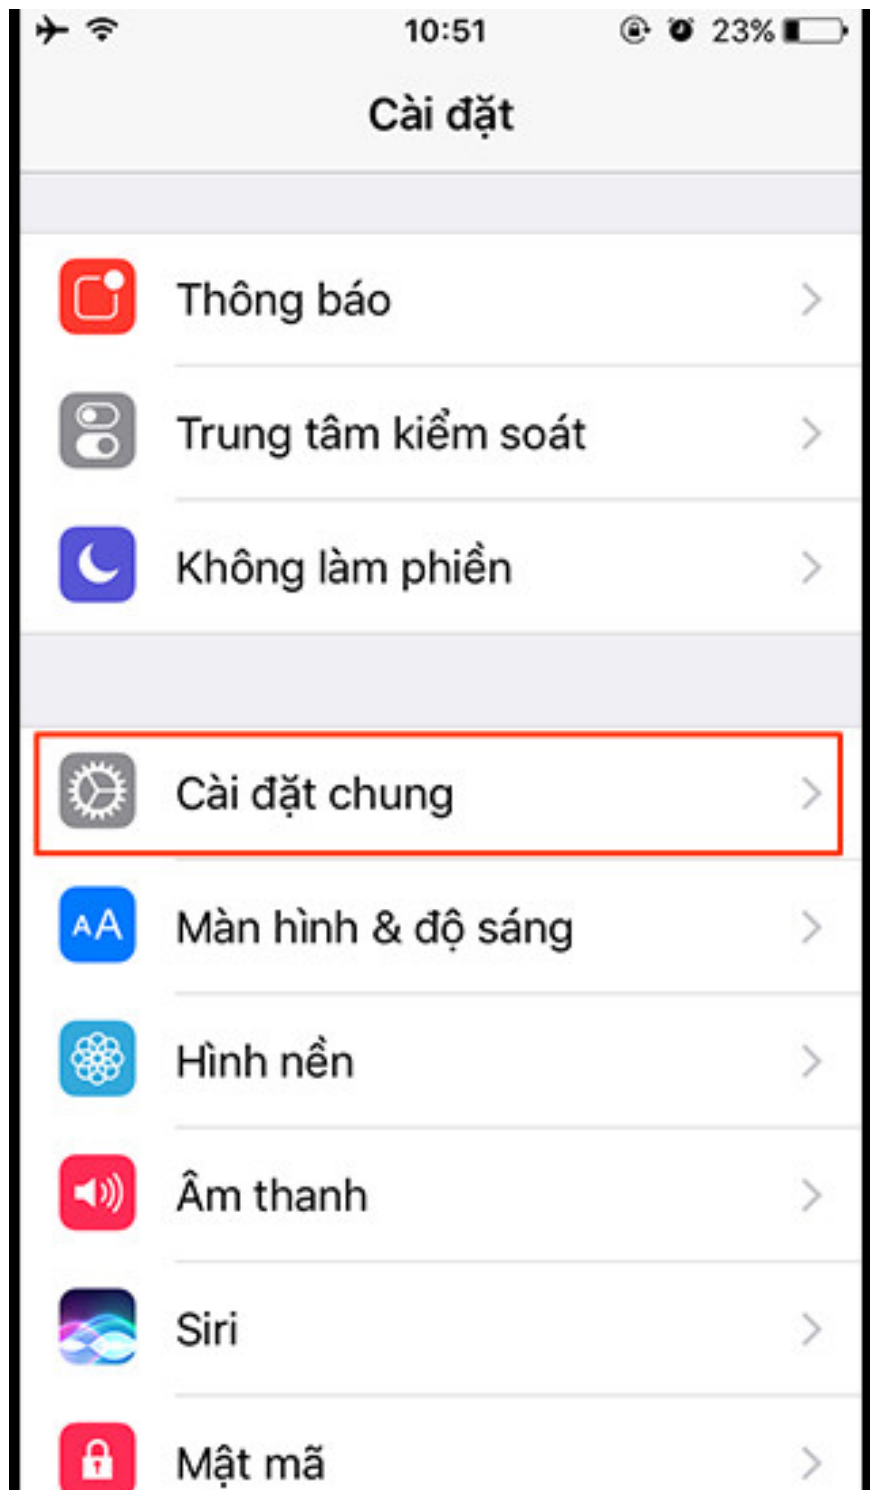 10:51 23%
Cài đặt
Thông báo
Trung tâm kiểm soát
Không làm phiền
Cài đặt chung
AA Màn hình & độ sáng
Hình nền
Âm thanh
Siri
Mật mã